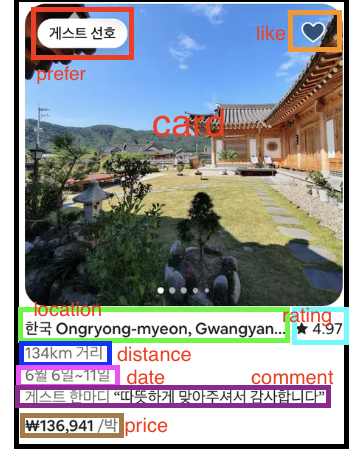 게스트 선호
like
prefer
card
location
rating
한국 Ongryong-myeon, Gwangyan... ★ 4.97
134km 거리
distance
6월 6일~11일
date
comment
게스트 한마디 “따뜻하게 맞아주셔서 감사합니다”
₩136,941 /박
price